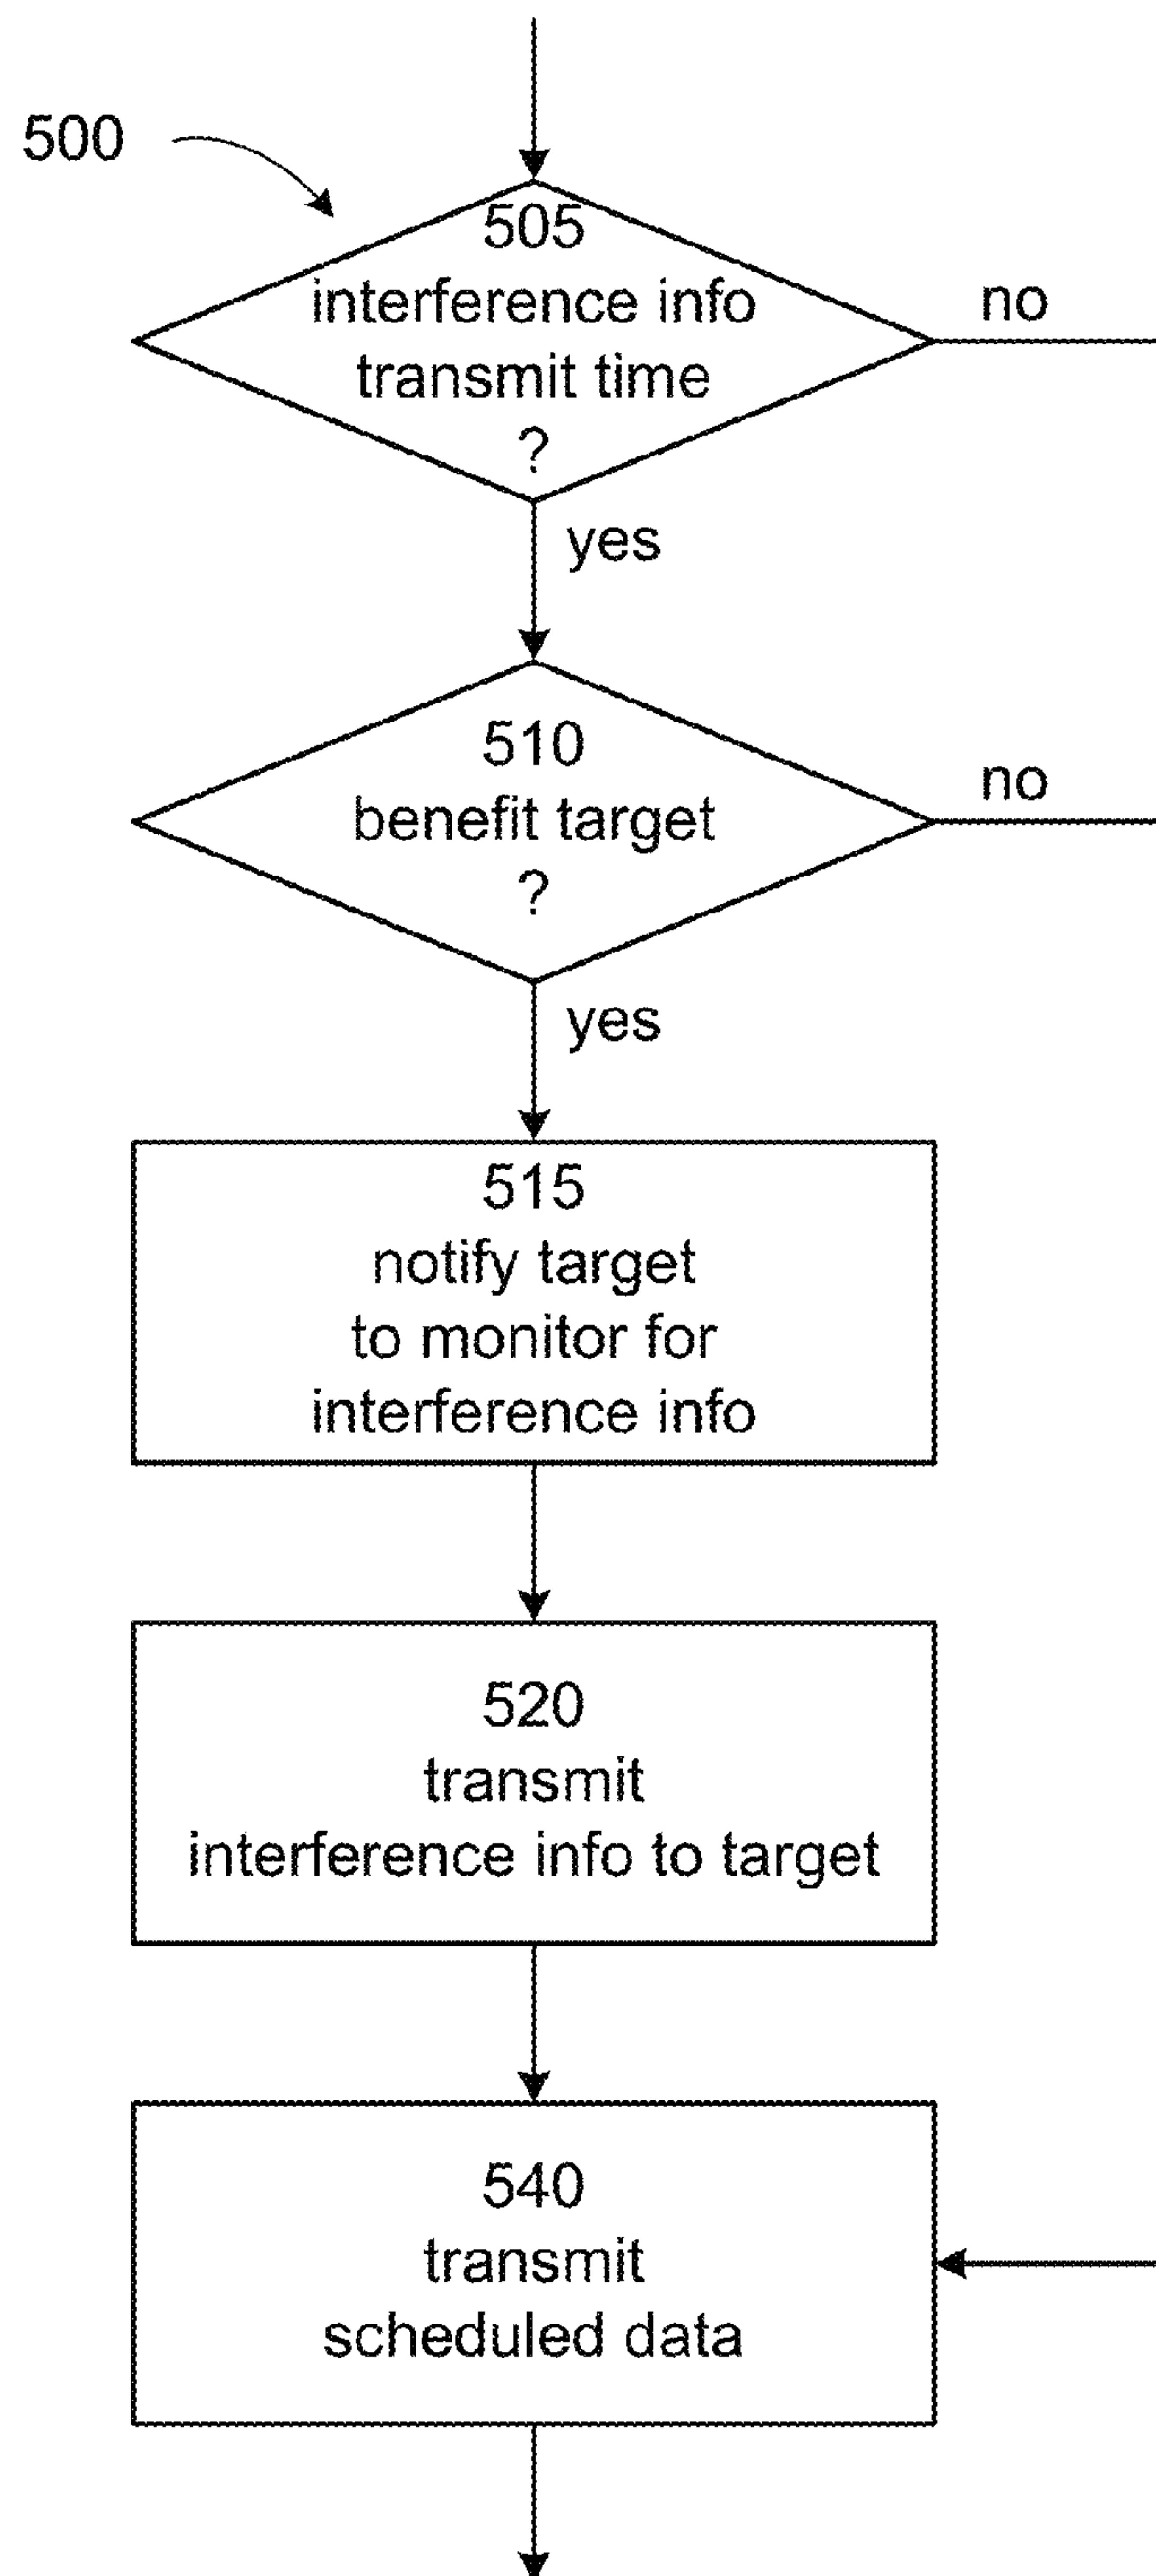 500
505
interference info
transmit time
?
no
yes
510
benefit target
?
no
yes
515
notify target
to monitor for
interference info
520
transmit
interference info to target
540
transmit
scheduled data